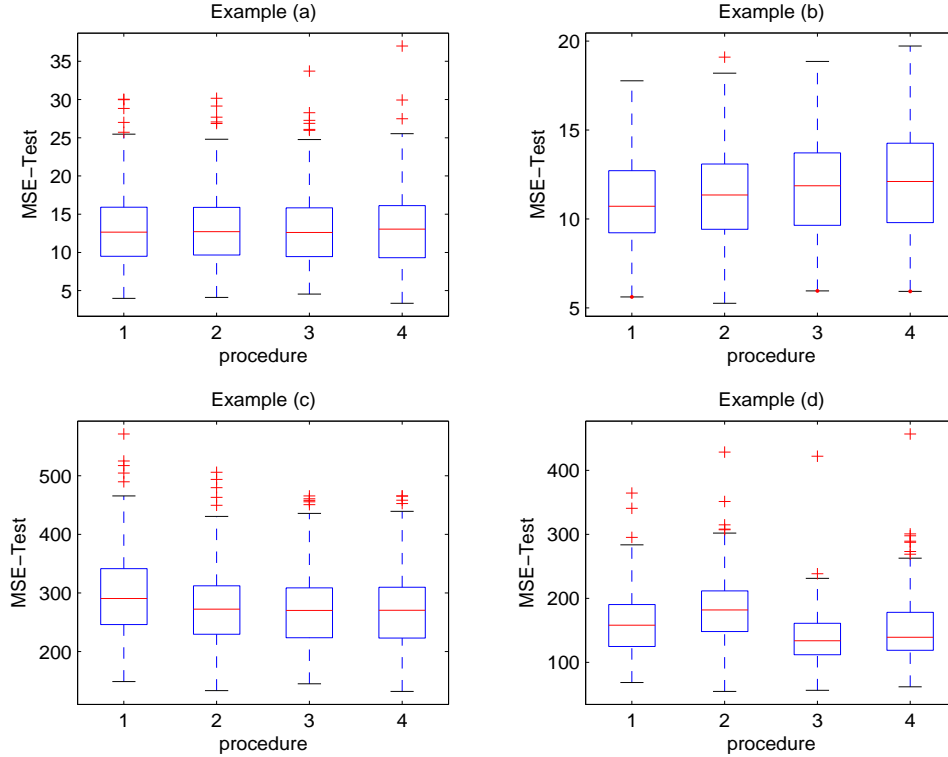 Example (a)
MSE-Test
35
30
25
20
15
10
5
1 2 3 4
procedure
Example (b)
MSE-Test
20
15
10
5
1 2 3 4
procedure
Example (c)
MSE-Test
500
400
300
200
1 2 3 4
procedure
Example (d)
MSE-Test
400
300
200
100
1 2 3 4
procedure